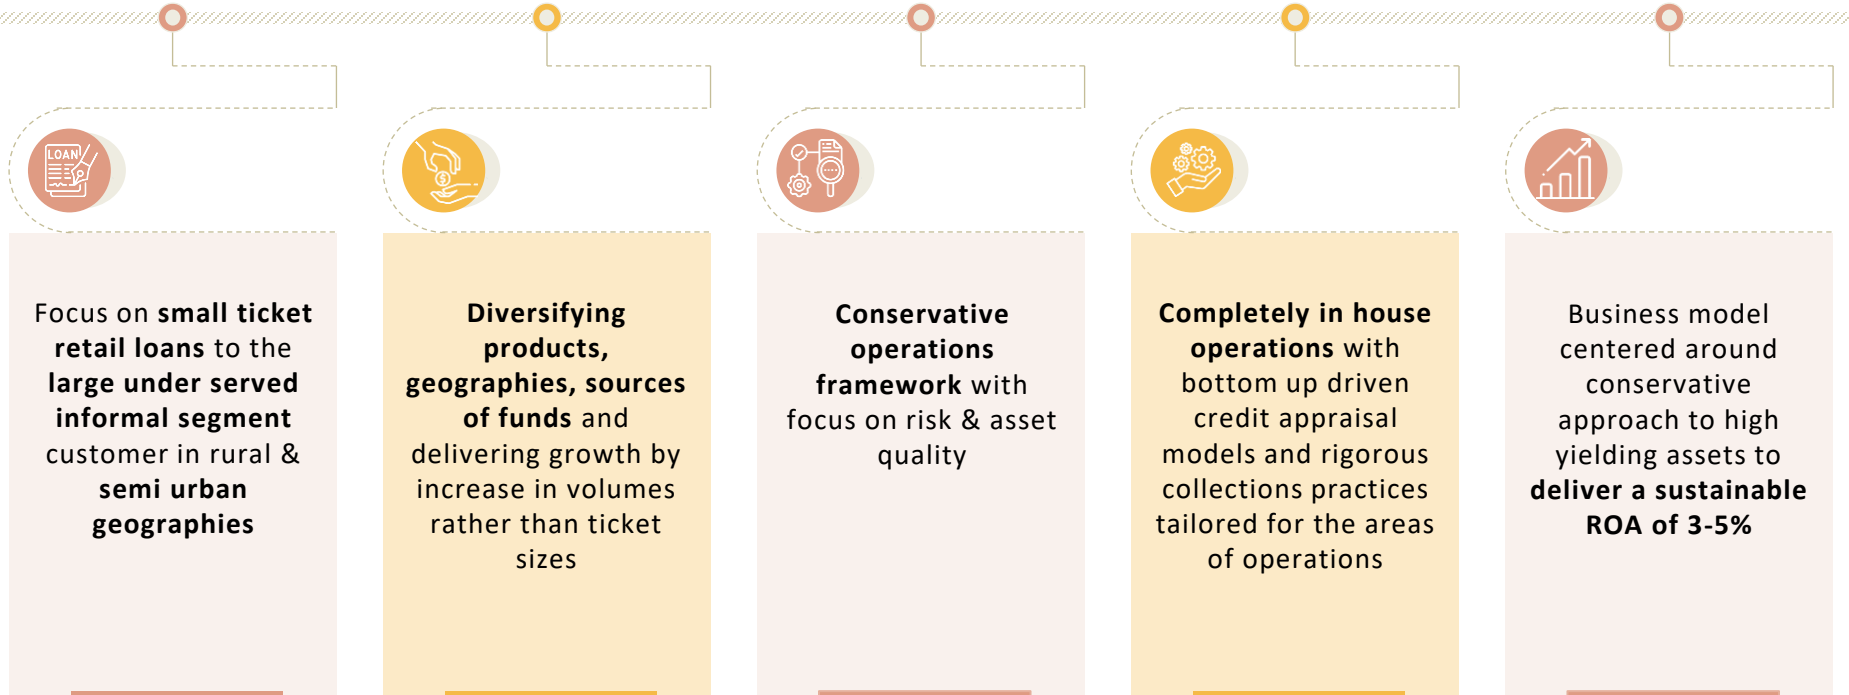 LOAN
Focus on small ticket
retail loans to the
large under served
informal segment
customer in rural &
semi urban
geographies
$
Diversifying
products,
geographies, sources
of funds and
delivering growth by
increase in volumes
rather than ticket
sizes
Conservative
operations
framework with
focus on risk & asset
quality
Completely in house
operations with
bottom up driven
credit appraisal
models and rigorous
collections practices
tailored for the areas
of operations
Business model
centered around
conservative
approach to high
yielding assets to
deliver a sustainable
ROA of 3-5%